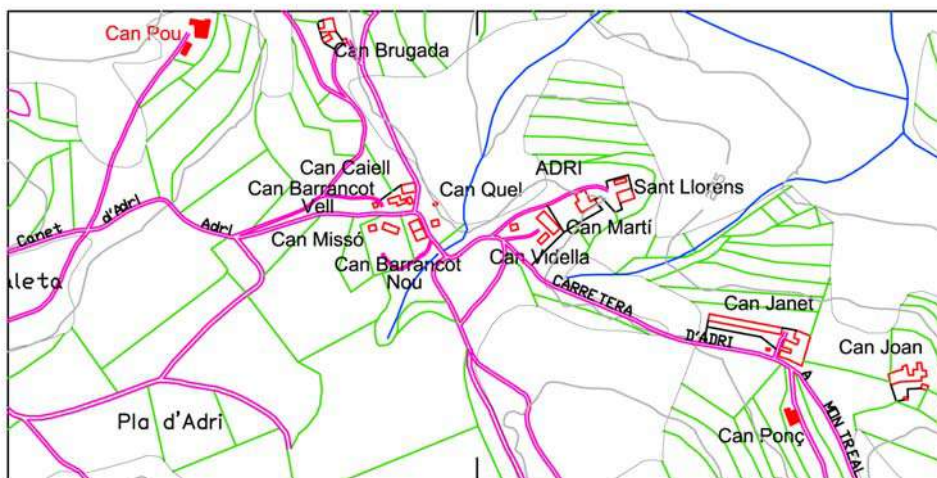 Can Pou
Can Brugada
Can Caiell
Can Barrancot
Vell
Can Quel
ADRI
Sant Llorens
Canet
d'Adri
Adri
Can Missó
Can Martí
Can Vidella
Can Barrancot
Nou
aleta
CARRETERA
D'ADRI
A
MONTREAL
Can Janet
Can Joan
Pla d'Adri
Can Ponç